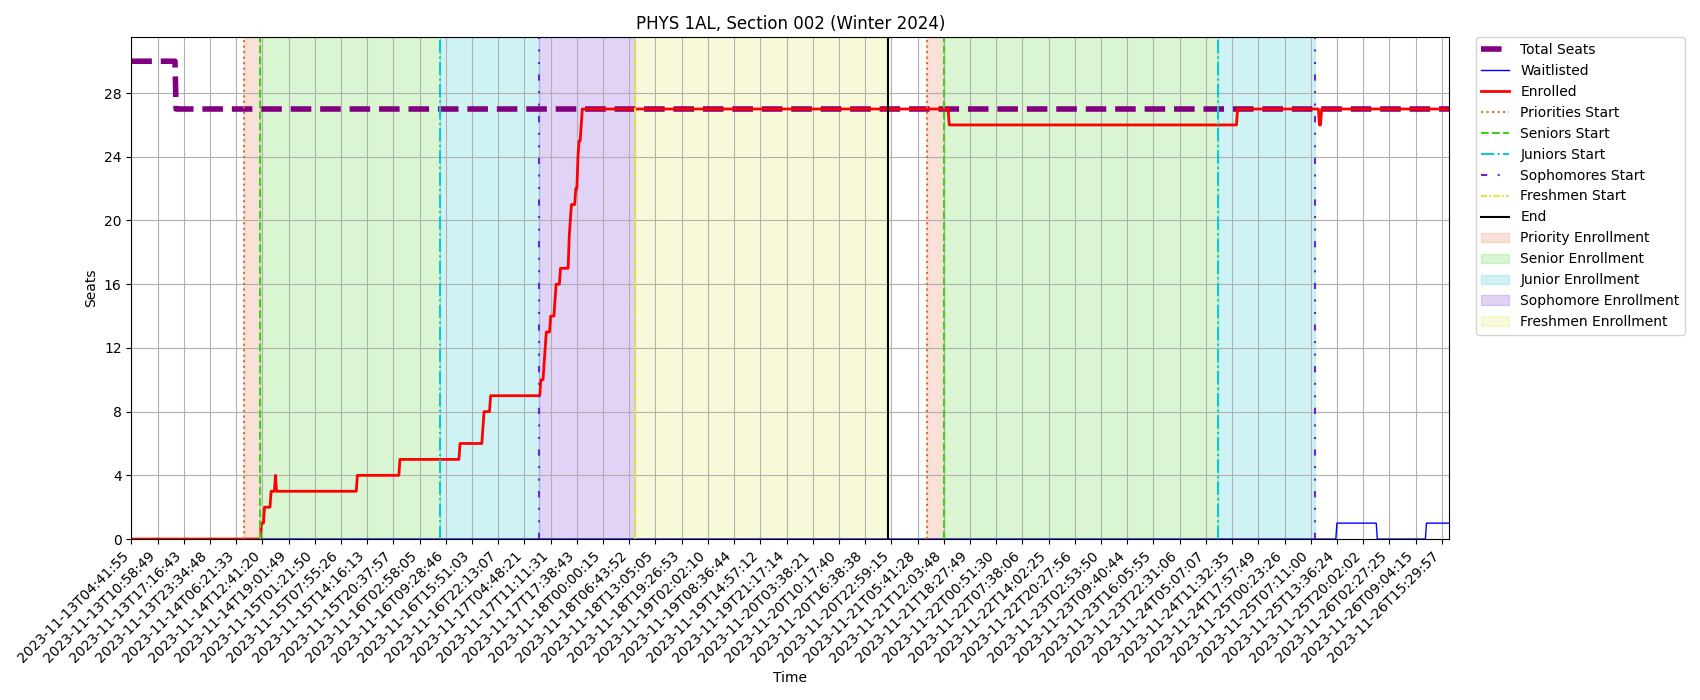 PHYS 1AL, Section 002 (Winter 2024)
Seats
28
24
20
16
12
8
4
0
2023-11-13T04:41:55
2023-11-13T10:58:49
2023-11-13T17:16:43
2023-11-13T23:34:48
2023-11-14T06:21:33
2023-11-14T12:41:20
2023-11-14T19:01:49
2023-11-15T01:21:50
2023-11-15T07:55:26
2023-11-15T14:16:13
2023-11-15T20:37:57
2023-11-16T02:58:05
2023-11-16T09:28:46
2023-11-16T15:51:03
2023-11-16T22:13:07
2023-11-17T04:48:21
2023-11-17T11:11:31
2023-11-17T17:38:43
2023-11-18T00:00:15
2023-11-18T06:43:52
2023-11-18T13:05:05
2023-11-18T19:26:53
2023-11-19T02:02:10
2023-11-19T08:36:44
2023-11-19T14:57:12
2023-11-19T21:17:14
2023-11-20T03:38:21
2023-11-20T10:17:40
2023-11-20T16:38:38
2023-11-20T22:59:15
2023-11-21T05:41:28
2023-11-21T12:03:48
2023-11-21T18:27:49
2023-11-22T00:51:30
2023-11-22T07:38:06
2023-11-22T14:02:25
2023-11-22T20:27:56
2023-11-23T02:53:50
2023-11-23T09:40:44
2023-11-23T16:05:55
2023-11-23T22:31:06
2023-11-24T05:07:07
2023-11-24T11:32:35
2023-11-24T17:57:49
2023-11-25T00:23:26
2023-11-25T07:11:00
2023-11-25T13:36:24
2023-11-25T20:02:02
2023-11-26T02:27:25
2023-11-26T09:04:15
2023-11-26T15:29:57
Time
Total Seats
Waitlisted
Enrolled
Priorities Start
Seniors Start
Juniors Start
Sophomores Start
Freshmen Start
End
Priority Enrollment
Senior Enrollment
Junior Enrollment
Sophomore Enrollment
Freshmen Enrollment